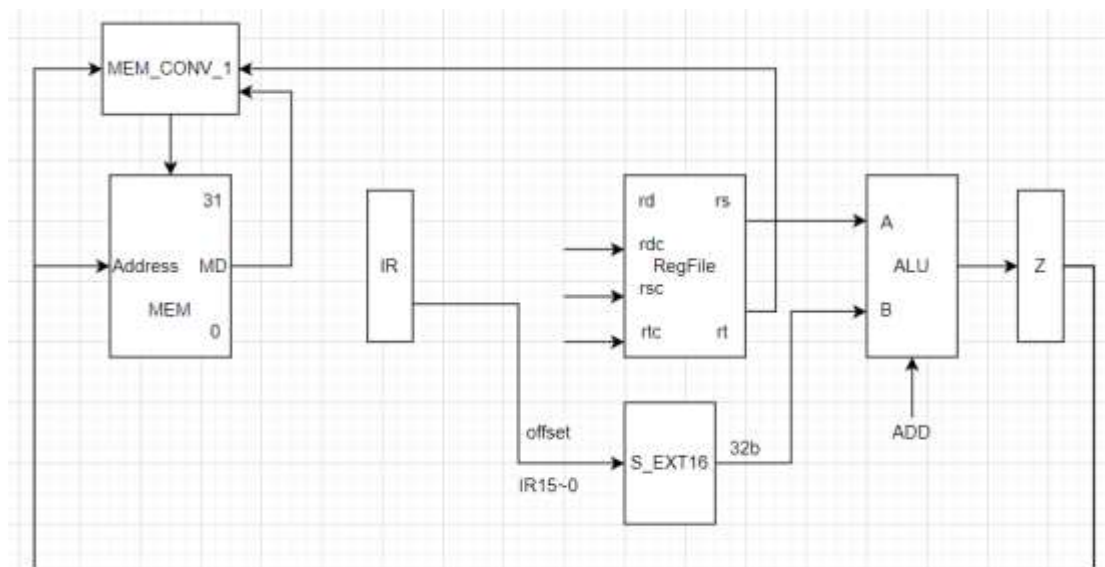 MEM_CONV_1
31
Address MD
MEM
0
IR
rd rs
rdc
RegFile
rsc
rtc rt
A
ALU
B
Z
ADD
offset
IR15~0
S_EXT16
32b